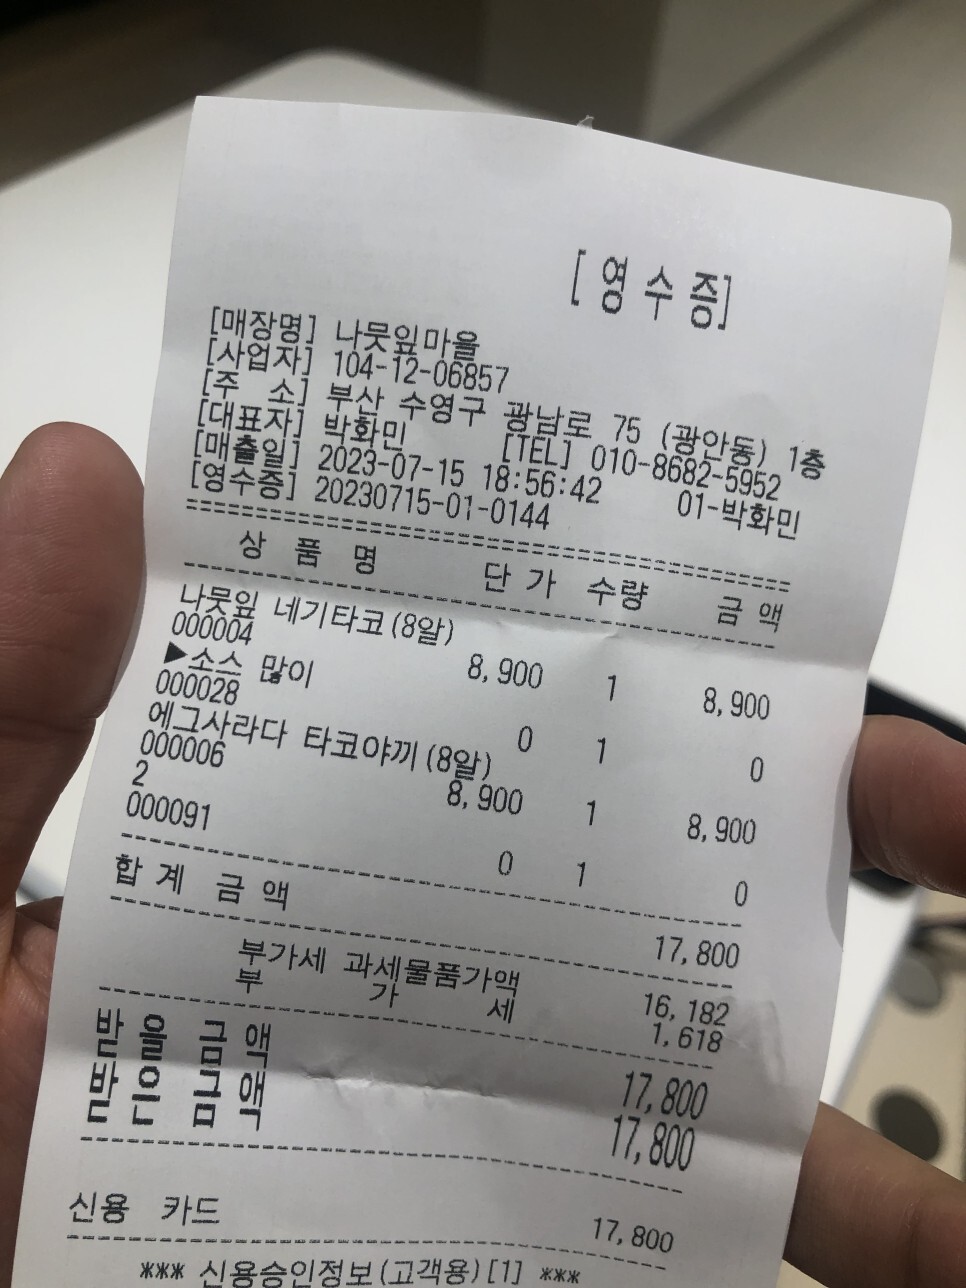 [ 영 수 증]
[매장명] 나뭇잎마을
[사업자] 104-12-06857
[주 소] 부산 수영구 광남로 75 (광안동) 1층
[대표자] 박화민 [TEL] 010-8682-5952
[매출일] 2023-07-15 18:56:42 01-박화민
[영수증] 20230715-01-0144
상 품 명 단 가 수량 금 액
나뭇잎 네기타코(8알)
000004 8,900 1 8,900
▶소스 많이
000028 0 1 0
에그사라다 타코야끼(8알)
000006 8,900 1 8,900
2
000091 0 1 0
합 계 금 액 17,800
부가세 과세물품가액 16,182
부 가 세 1,618
받 을 금 액 17,800
받 은 금 액 17,800
신용 카드 17,800
*** 신용승인정보(고객용)[1] ***